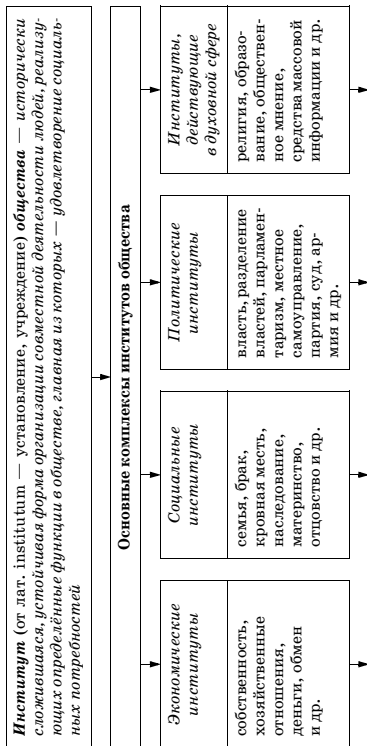 Институт (от лат. institutum — установление, учреждение) общества — исторически
сложившаяся, устойчивая форма организации совместной деятельности людей, реализу-
ющих определённые функции в обществе, главная из которых — удовлетворение социаль-
ных потребностей
Основные комплексы институтов общества
Экономические
институты
собственность,
хозяйственные
отношения,
деньги, обмен
и др.
Социальные
институты
семья, брак,
кровная месть,
наследование,
материнство,
отцовство и др.
Политические
институты
власть, разделение
властей, парламен-
таризм, местное
самоуправление,
партия, суд, ар-
мия и др.
Институты,
действующие
в духовной сфере
религия, образо-
вание, обществен-
ное мнение,
средства массовой
информации и др.